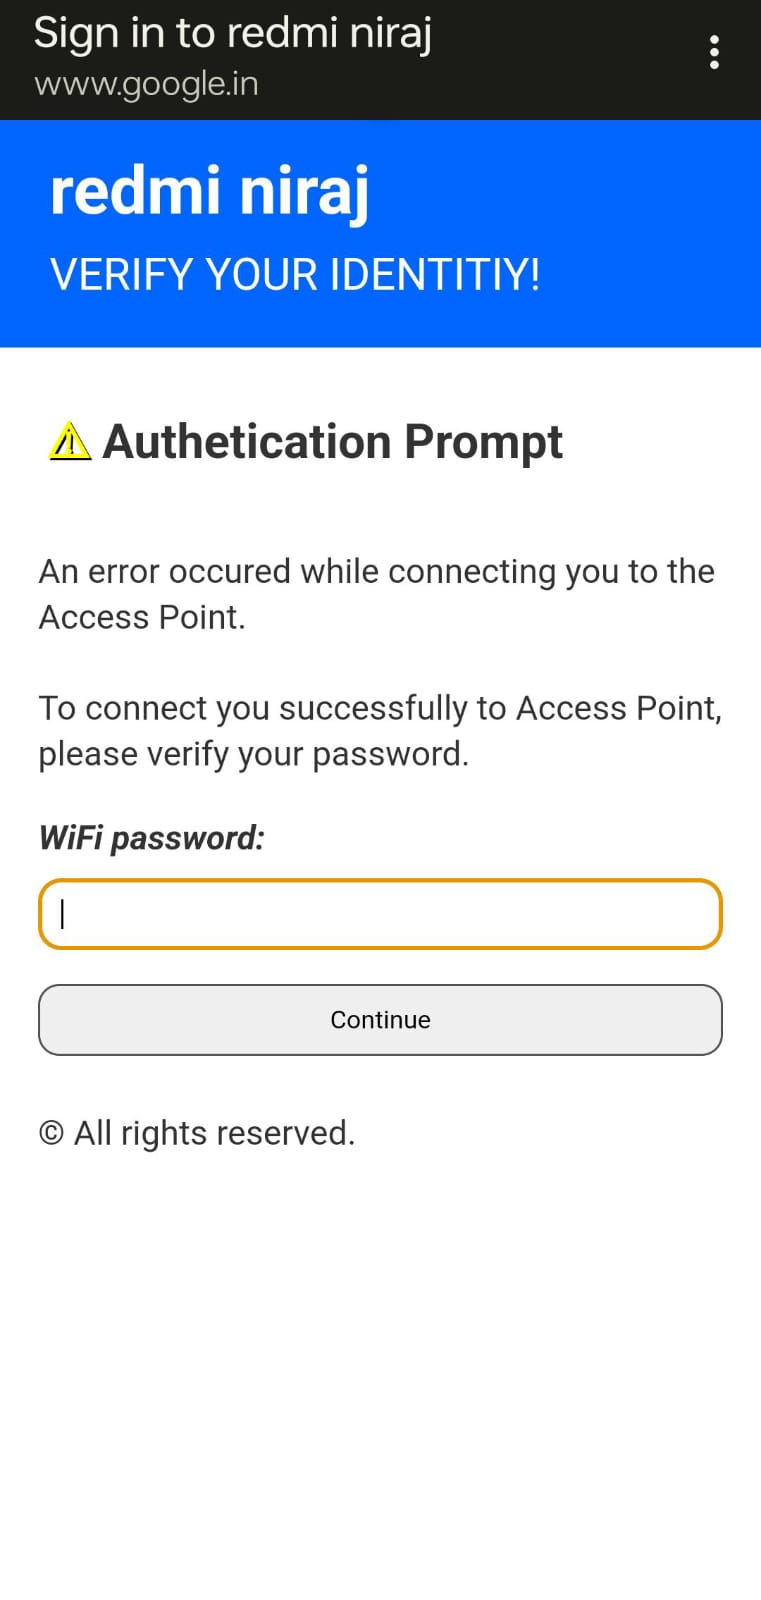 Sign in to redmi niraj
www.google.in
redmi niraj
VERIFY YOUR IDENTITIY!
Authetication Prompt
An error occured while connecting you to the
Access Point.
To connect you successfully to Access Point,
please verify your password.
WiFi password:
Continue
© All rights reserved.